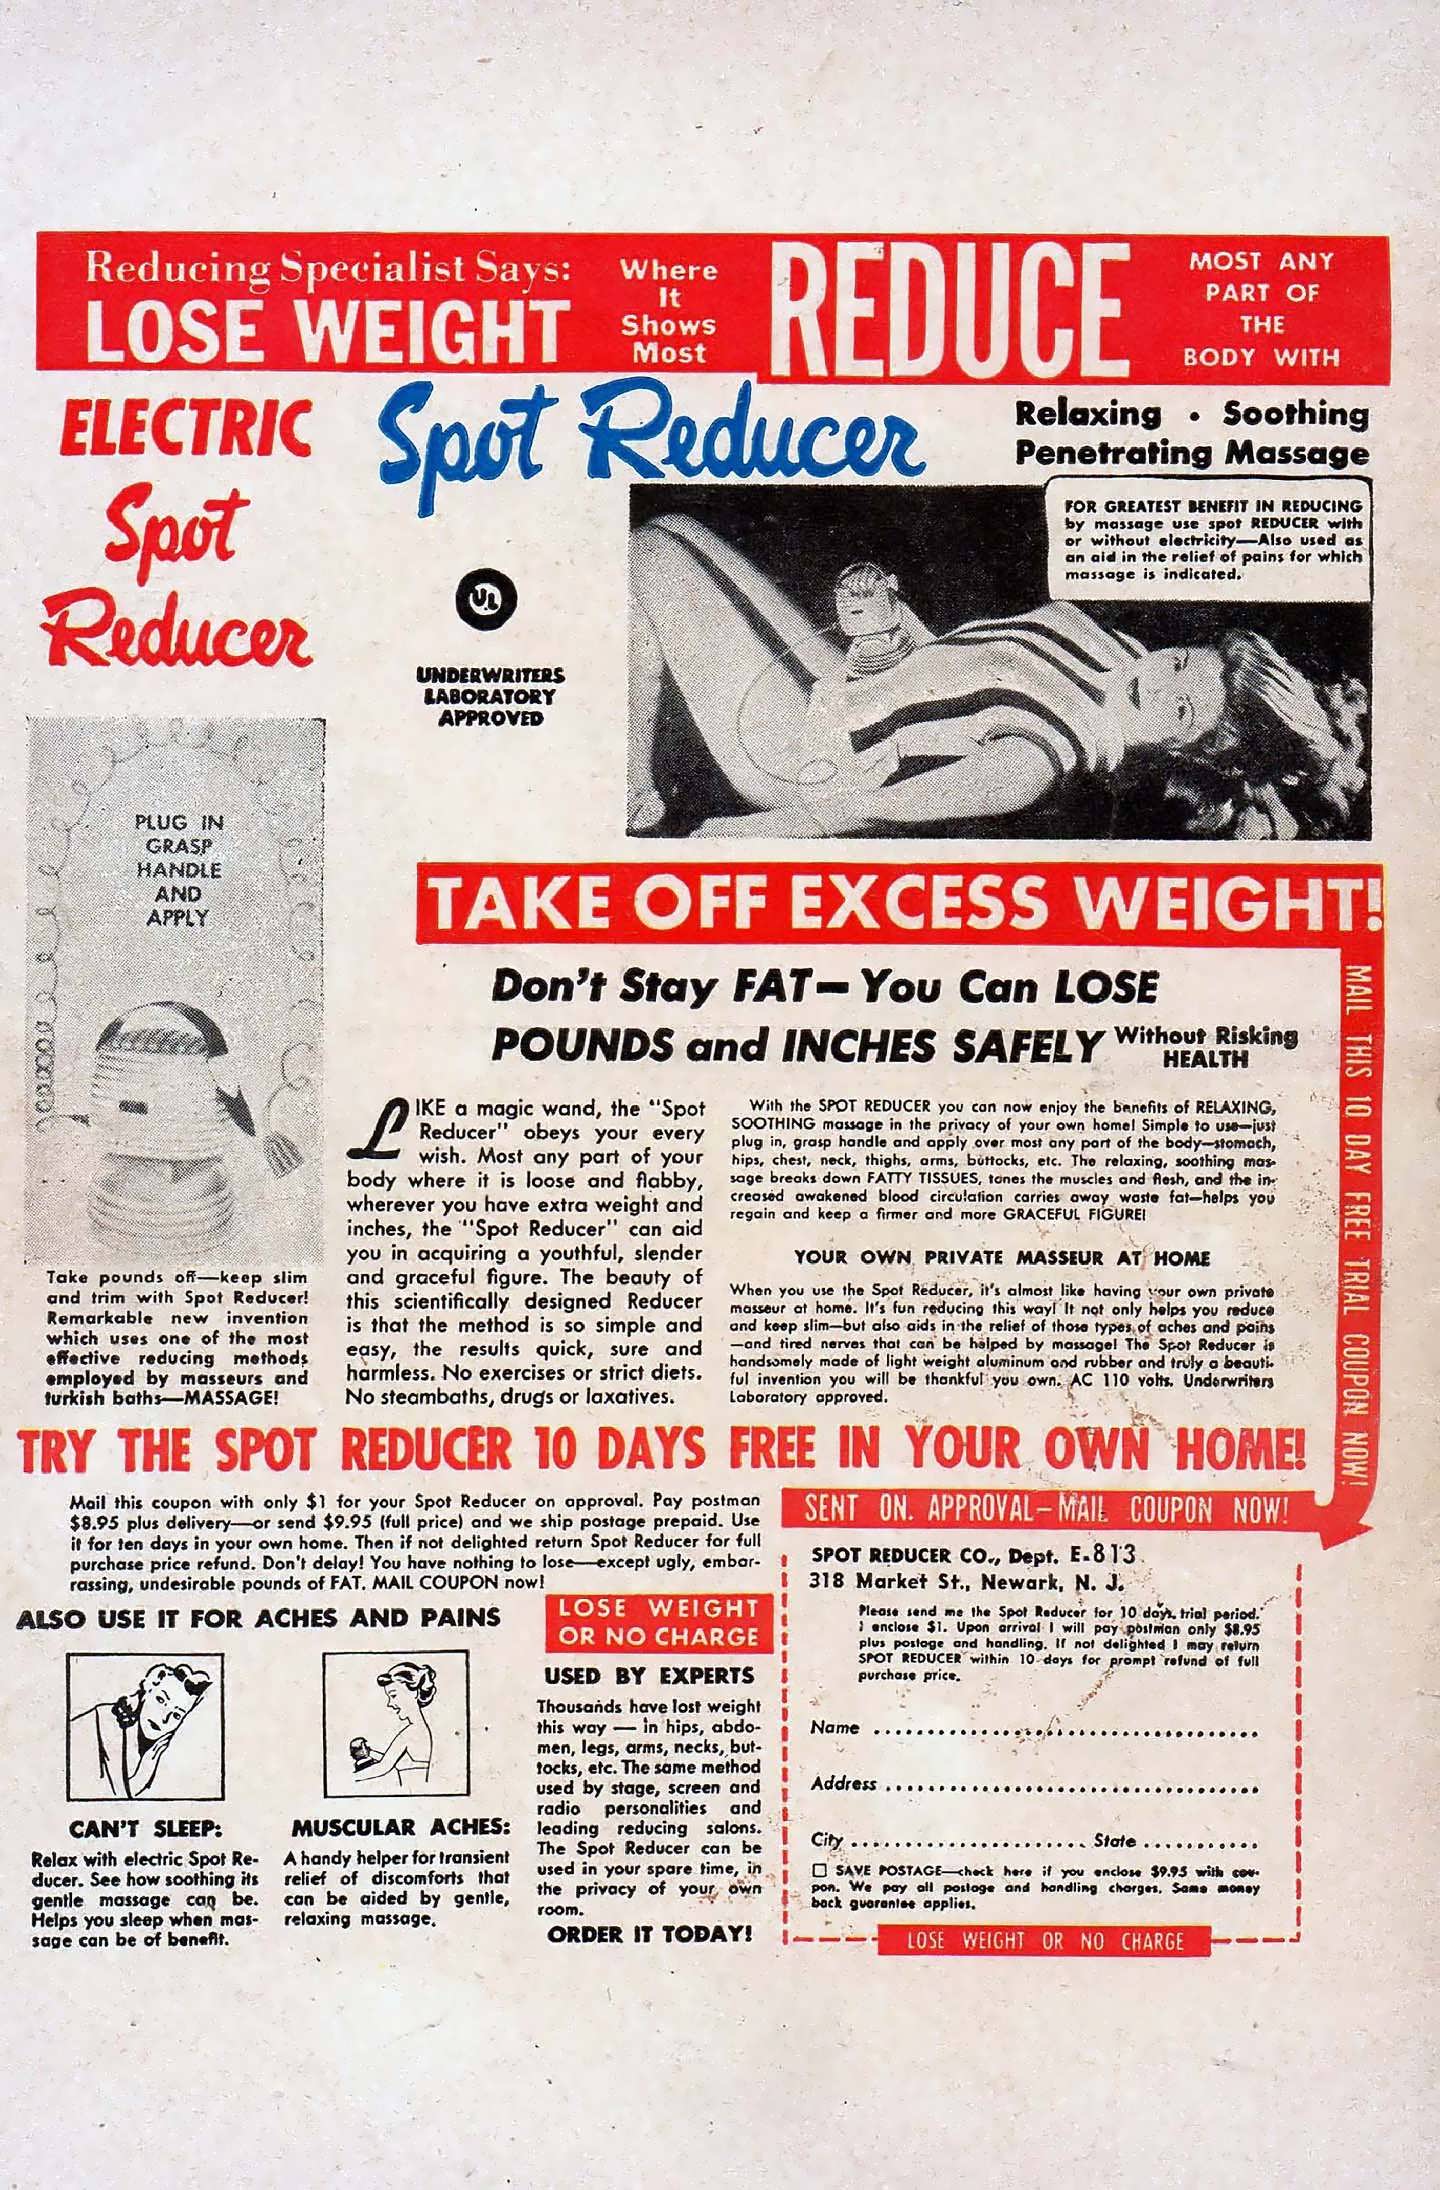 Reducing Specialist Says:
LOSE WEIGHT
Where
It
Shows
Most
REDUCE
MOST ANY
PART OF
THE
BODY WITH
ELECTRIC
Spot
Reducer
Spot Reducer
Relaxing • Soothing
Penetrating Massage
FOR GREATEST BENEFIT IN REDUCING
by massage use spot REDUCER with
or without electricity—Also used as
an aid in the relief of pains for which
massage is indicated.
UL
UNDERWRITERS
LABORATORY
APPROVED
PLUG IN
GRASP
HANDLE
AND
APPLY
Take pounds off—keep slim
and trim with Spot Reducer!
Remarkable new invention
which uses one of the most
effective reducing methods
employed by masseurs and
turkish baths—MASSAGE!
TAKE OFF EXCESS WEIGHT!
Don't Stay FAT—You Can LOSE
POUNDS and INCHES SAFELY Without Risking
HEALTH
LIKE a magic wand, the "Spot
Reducer" obeys your every
wish. Most any part of your
body where it is loose and flabby,
wherever you have extra weight and
inches, the "Spot Reducer" can aid
you in acquiring a youthful, slender
and graceful figure. The beauty of
this scientifically designed Reducer
is that the method is so simple and
easy, the results quick, sure and
harmless. No exercises or strict diets.
No steambaths, drugs or laxatives.
With the SPOT REDUCER you can now enjoy the benefits of RELAXING,
SOOTHING massage in the privacy of your own home! Simple to use—just
plug in, grasp handle and apply over most any part of the body—stomach,
hips, chest, neck, thighs, arms, buttocks, etc. The relaxing, soothing mas-
sage breaks down FATTY TISSUES, tones the muscles and flesh, and the in-
creased awakened blood circulation carries away waste fat—helps you
regain and keep a firmer and more GRACEFUL FIGURE!
YOUR OWN PRIVATE MASSEUR AT HOME
When you use the Spot Reducer, it's almost like having your own private
masseur at home. It's fun reducing this way! It not only helps you reduce
and keep slim—but also aids in the relief of those types of aches and pains
—and tired nerves that can be helped by massage! The Spot Reducer is
handsomely made of light weight aluminum and rubber and truly a beauti-
ful invention you will be thankful you own. AC 110 volts. Underwriters
Laboratory approved.
MAIL THIS 10 DAY FREE TRIAL COUPON NOW!
TRY THE SPOT REDUCER 10 DAYS FREE IN YOUR OWN HOME!
Mail this coupon with only $1 for your Spot Reducer on approval. Pay postman
$8.95 plus delivery—or send $9.95 (full price) and we ship postage prepaid. Use
it for ten days in your own home. Then if not delighted return Spot Reducer for full
purchase price refund. Don't delay! You have nothing to lose—except ugly, embar-
rassing, undesirable pounds of FAT. MAIL COUPON now!
ALSO USE IT FOR ACHES AND PAINS
CAN'T SLEEP:
Relax with electric Spot Re-
ducer. See how soothing its
gentle massage can be.
Helps you sleep when mas-
sage can be of benefit.
MUSCULAR ACHES:
A handy helper for transient
relief of discomforts that
can be aided by gentle,
relaxing massage.
LOSE WEIGHT
OR NO CHARGE
USED BY EXPERTS
Thousands have lost weight
this way — in hips, abdo-
men, legs, arms, necks, but-
tocks, etc. The same method
used by stage, screen and
radio personalities and
leading reducing salons.
The Spot Reducer can be
used in your spare time, in
the privacy of your own
room.
ORDER IT TODAY!
SENT ON APPROVAL—MAIL COUPON NOW!
SPOT REDUCER CO., Dept. E-813
318 Market St., Newark, N. J.
Please send me the Spot Reducer for 10 days trial period.
I enclose $1. Upon arrival I will pay postman only $8.95
plus postage and handling. If not delighted I may return
SPOT REDUCER within 10 days for prompt refund of full
purchase price.
Name
Address
City State
SAVE POSTAGE—check here if you enclose $9.95 with cou-
pon. We pay all postage and handling charges. Same money
back guarantee applies.
LOSE WEIGHT OR NO CHARGE